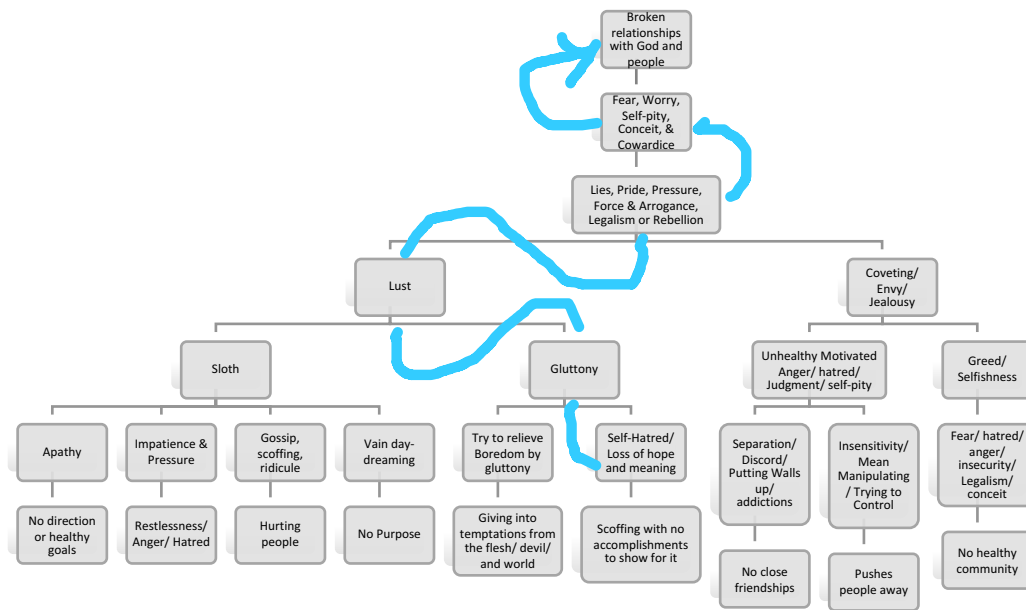 Broken
relationships
with God and
people
Fear, Worry,
Self-pity,
Conceit, &
Cowardice
Lies, Pride, Pressure,
Force & Arrogance,
Legalism or Rebellion
Lust
Coveting/
Envy/
Jealousy
Sloth
Gluttony
Unhealthy Motivated
Anger/ hatred/
Judgment/ self-pity
Greed/
Selfishness
Apathy
Impatience &
Pressure
Gossip,
scoffing,
ridicule
Vain day-
dreaming
Try to relieve
Boredom by
gluttony
Self-Hatred/
Loss of hope
and meaning
Separation/
Discord/
Putting Walls
up/
addictions
Insensitivity/
Mean
Manipulating
/ Trying to
Control
Fear/ hatred/
anger/
insecurity/
Legalism/
conceit
No direction
or healthy
goals
Restlessness/
Anger/ Hatred
Hurting
people
No Purpose
Giving into
temptations from
the flesh/ devil/
and world
Scoffing with no
accomplishments
to show for it
No close
friendships
Pushes
people away
No healthy
community